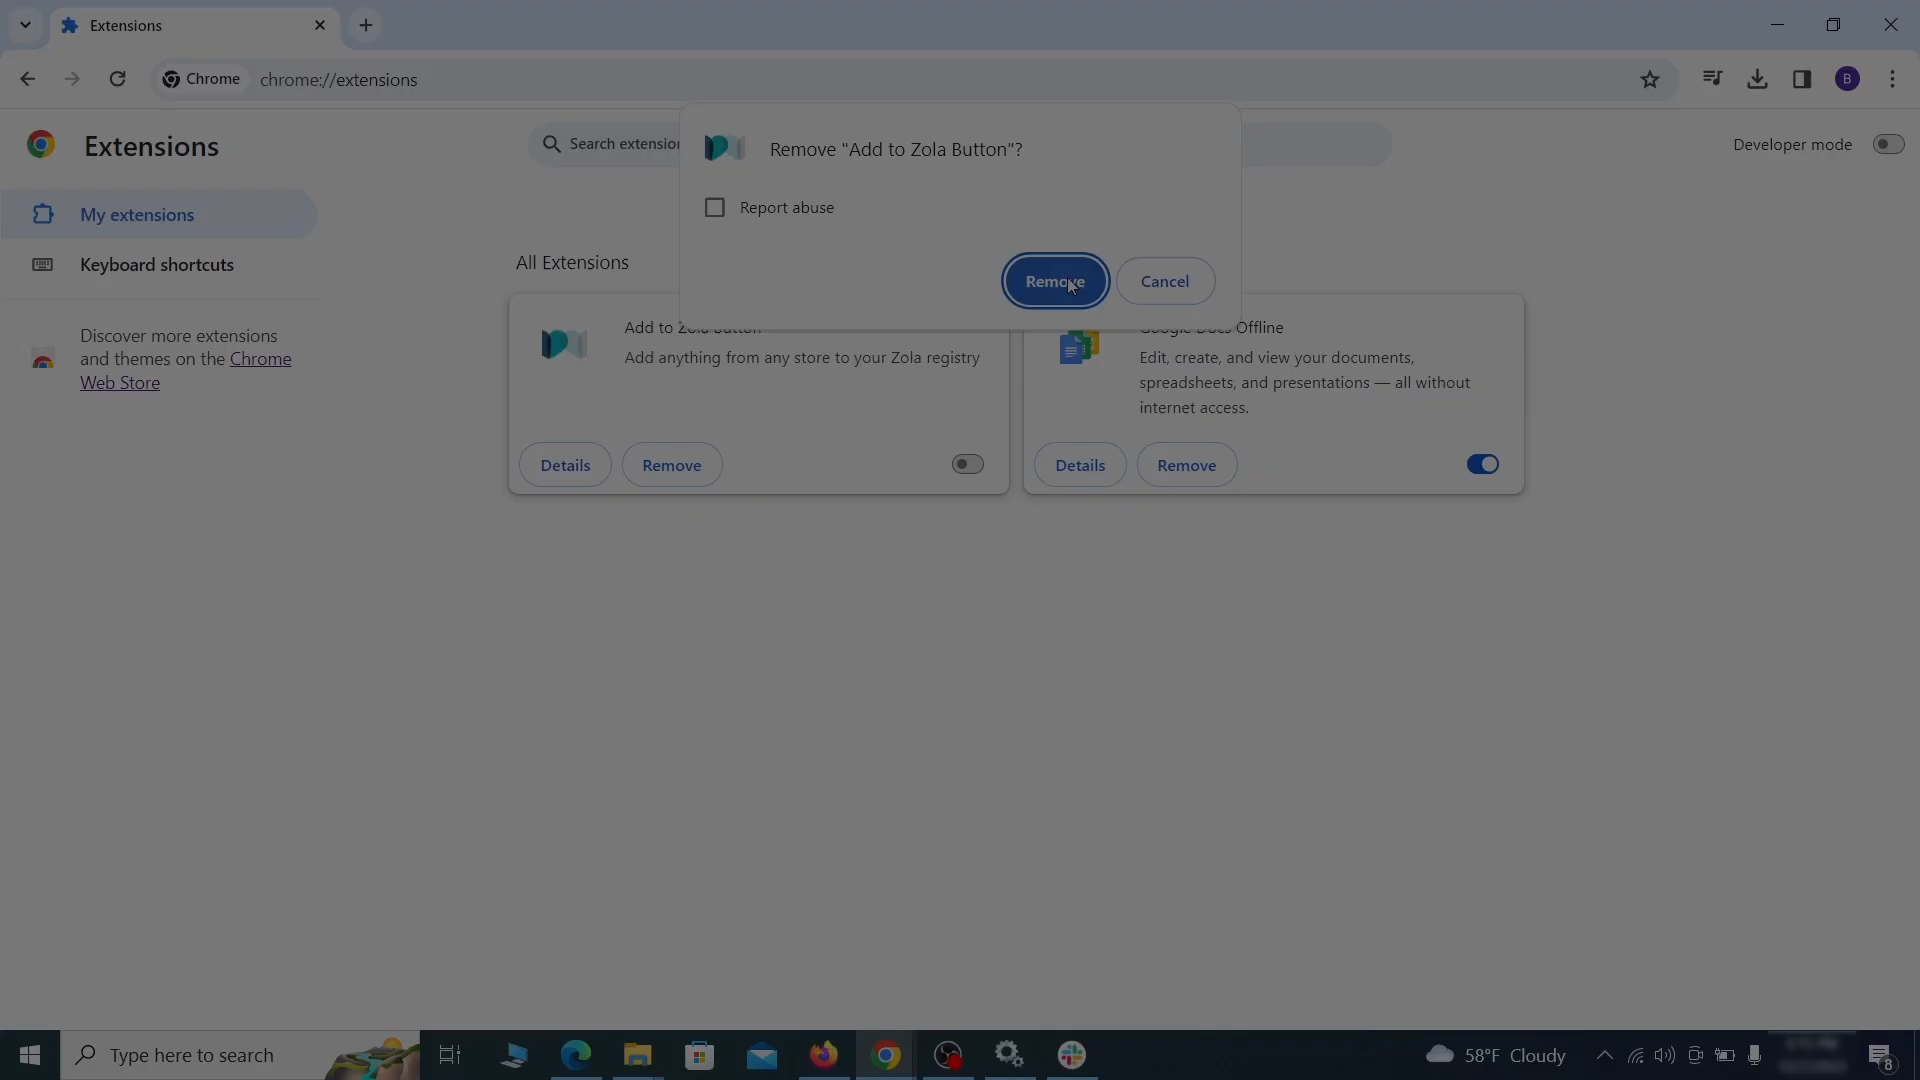 Extensions
Chrome
chrome://extensions
B
Extensions
Search extension
Developer mode
My extensions
Keyboard shortcuts
Discover more extensions
and themes on the Chrome
Web Store
Remove "Add to Zola Button"?
Report abuse
Remove
Cancel
All Extensions
Add to Zola button
Add anything from any store to your Zola registry
Details
Remove
Google Docs Offline
Edit, create, and view your documents,
spreadsheets, and presentations — all without
internet access.
Details
Remove
Type here to search
58°F Cloudy
8